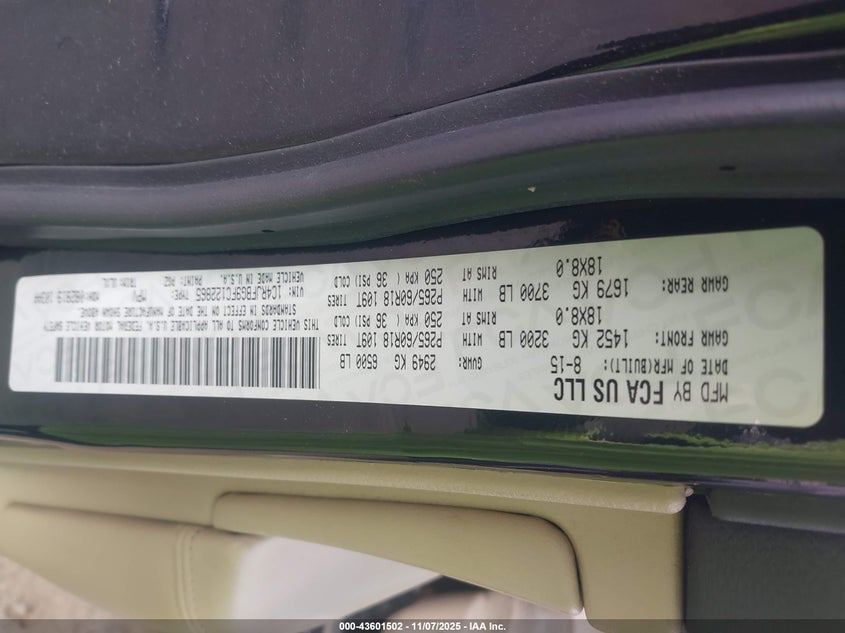 MFD BY FCA US LLC
DATE OF MFR(BUILT): 8-15
GVWR: 2949 KG 6500 LB
GAWR FRONT: 1452 KG 3200 LB
P265/60R18 109T TIRES
18X8.0 RIMS AT 250 KPA( 36 PSI) COLD
GAWR REAR: 1679 KG 3700 LB
P265/60R18 109T TIRES
18X8.0 RIMS AT 250 KPA( 36 PSI) COLD
THIS VEHICLE CONFORMS TO ALL APPLICABLE U.S.A. FEDERAL MOTOR VEHICLE SAFETY
STANDARDS IN EFFECT ON THE DATE OF MANUFACTURE SHOWN ABOVE.
VIN: 1C4RJFBG3FC122865 TYPE: MPV
VEHICLE MADE IN U.S.A. PAINT: PBZ TRIM:
000-43601502 - 11/07/2025 - IAA Inc.